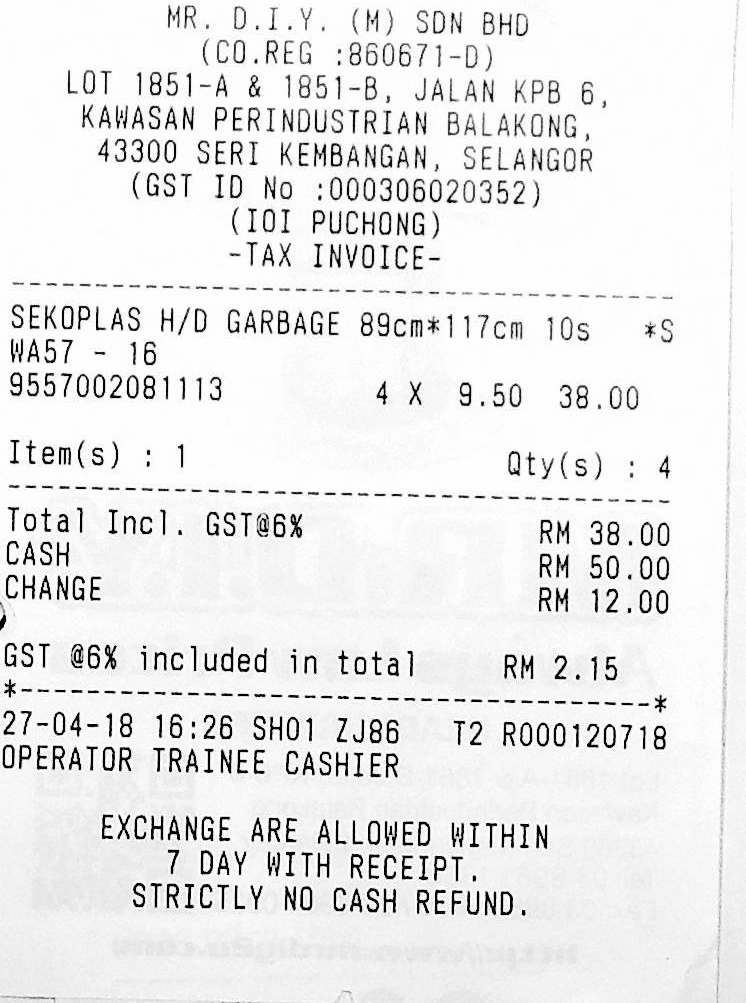 MR. D.I.Y. (M) SDN BHD
(CO.REG :860671-D)
LOT 1851-A & 1851-B, JALAN KPB 6,
KAWASAN PERINDUSTRIAN BALAKONG,
43300 SERI KEMBANGAN, SELANGOR
(GST ID No :000306020352)
(IOI PUCHONG)
-TAX INVOICE-
SEKOPLAS H/D GARBAGE 89cm*117cm 10s *S
WA57 - 16
9557002081113 4 X 9.50 38.00
Item(s) : 1 Qty(s) : 4
Total Incl. GST@6% RM 38.00
CASH RM 50.00
CHANGE RM 12.00
GST @6% included in total RM 2.15
27-04-18 16:26 SH01 ZJ86 T2 R000120718
OPERATOR TRAINEE CASHIER
EXCHANGE ARE ALLOWED WITHIN
7 DAY WITH RECEIPT.
STRICTLY NO CASH REFUND.